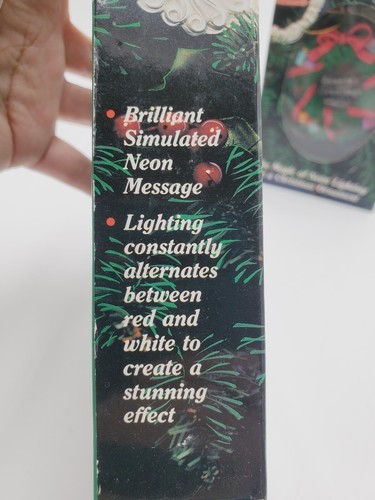 Brilliant
Simulated
Neon
Message
Lighting
constantly
alternates
between
red and
white to
create a
stunning
effect